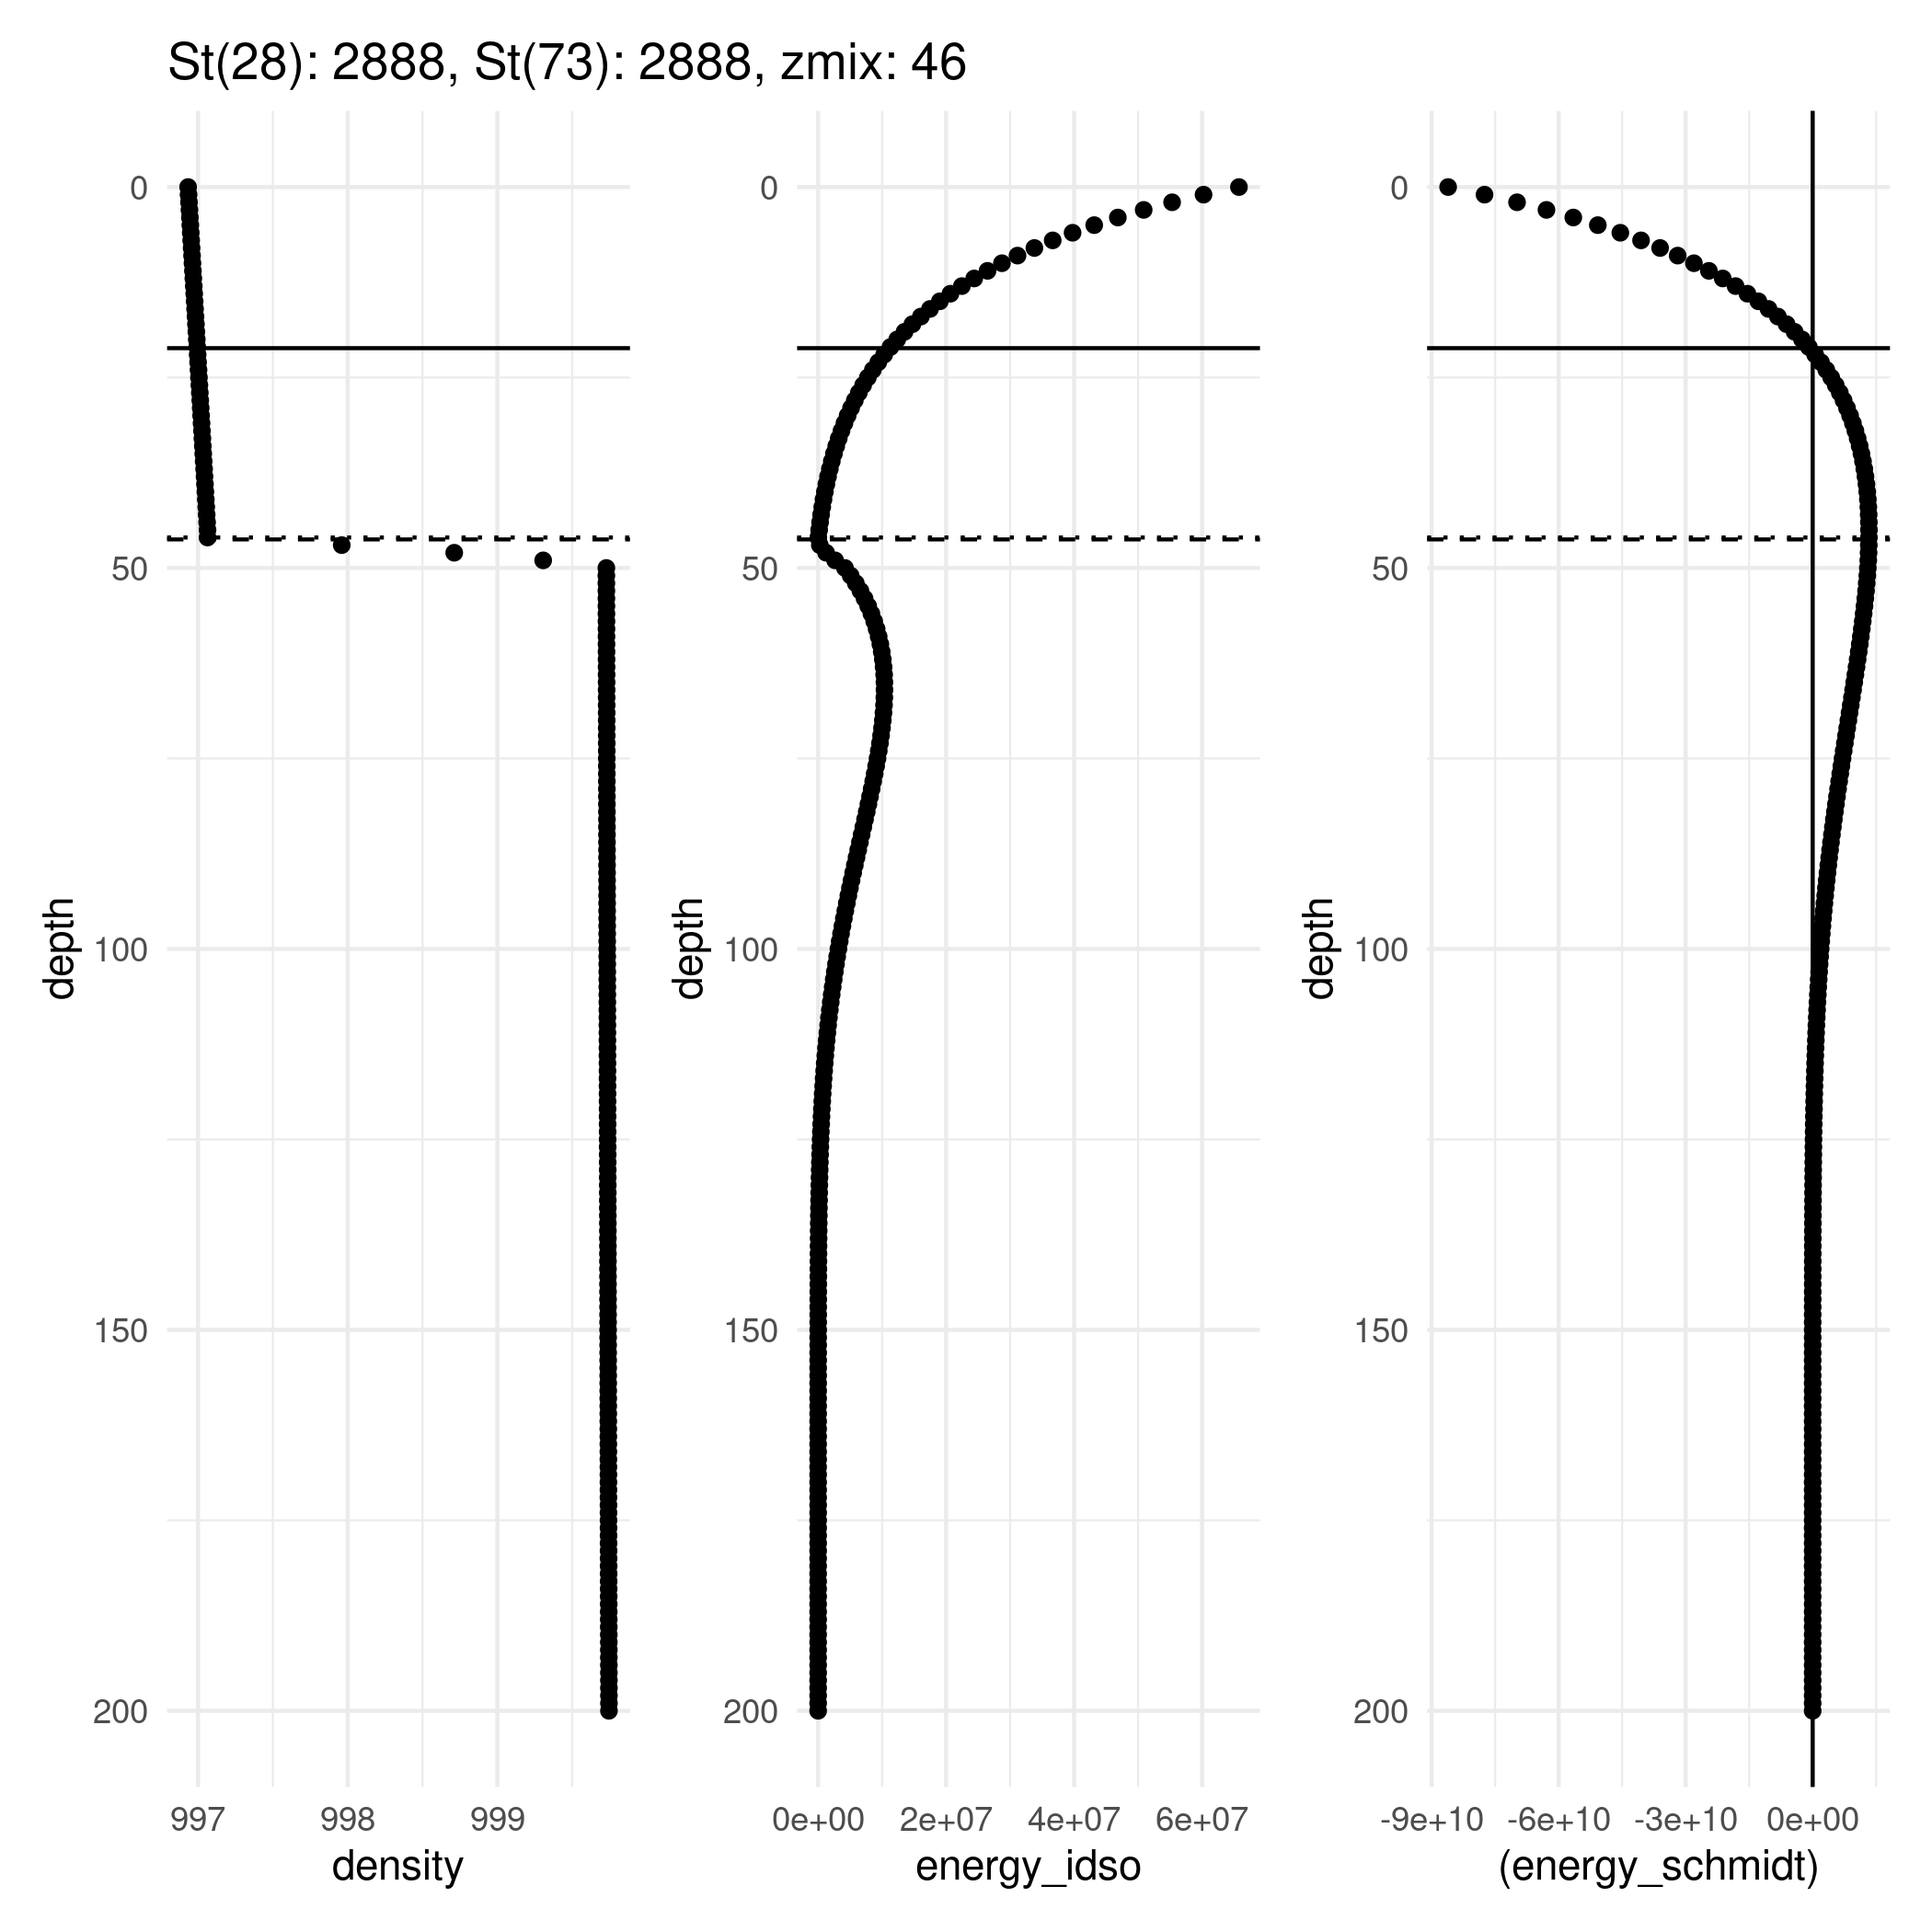 St(28): 2888, St(73): 2888, zmix: 46
0
50
100
150
200
depth
997 998 999
density
0
50
100
150
200
depth
0e+00 2e+07 4e+07 6e+07
energy_idso
0
50
100
150
200
depth
-9e+10 -6e+10 -3e+10 0e+00
(energy_schmidt)